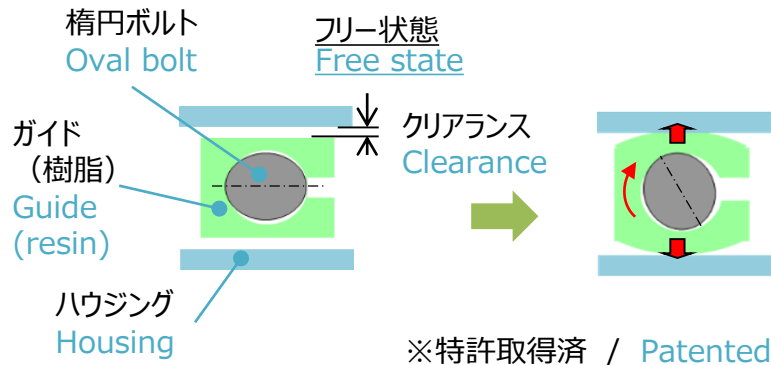 楕円ボルト
Oval bolt
フリー状態
Free state
ガイド
（樹脂）
Guide
(resin)
クリアランス
Clearance
ハウジング
Housing
※特許取得済 / Patented